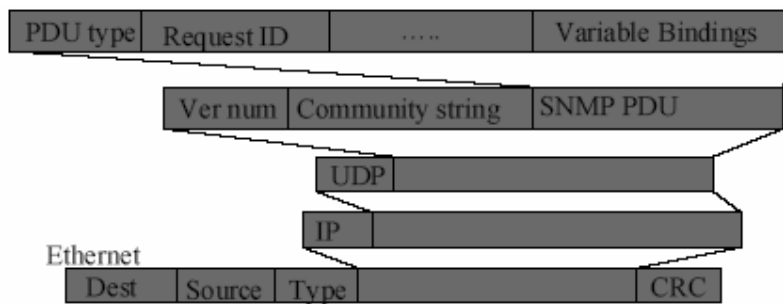 PDU type Request ID ..... Variable Bindings
Ver num Community string SNMP PDU
UDP
IP
Ethernet
Dest Source Type CRC